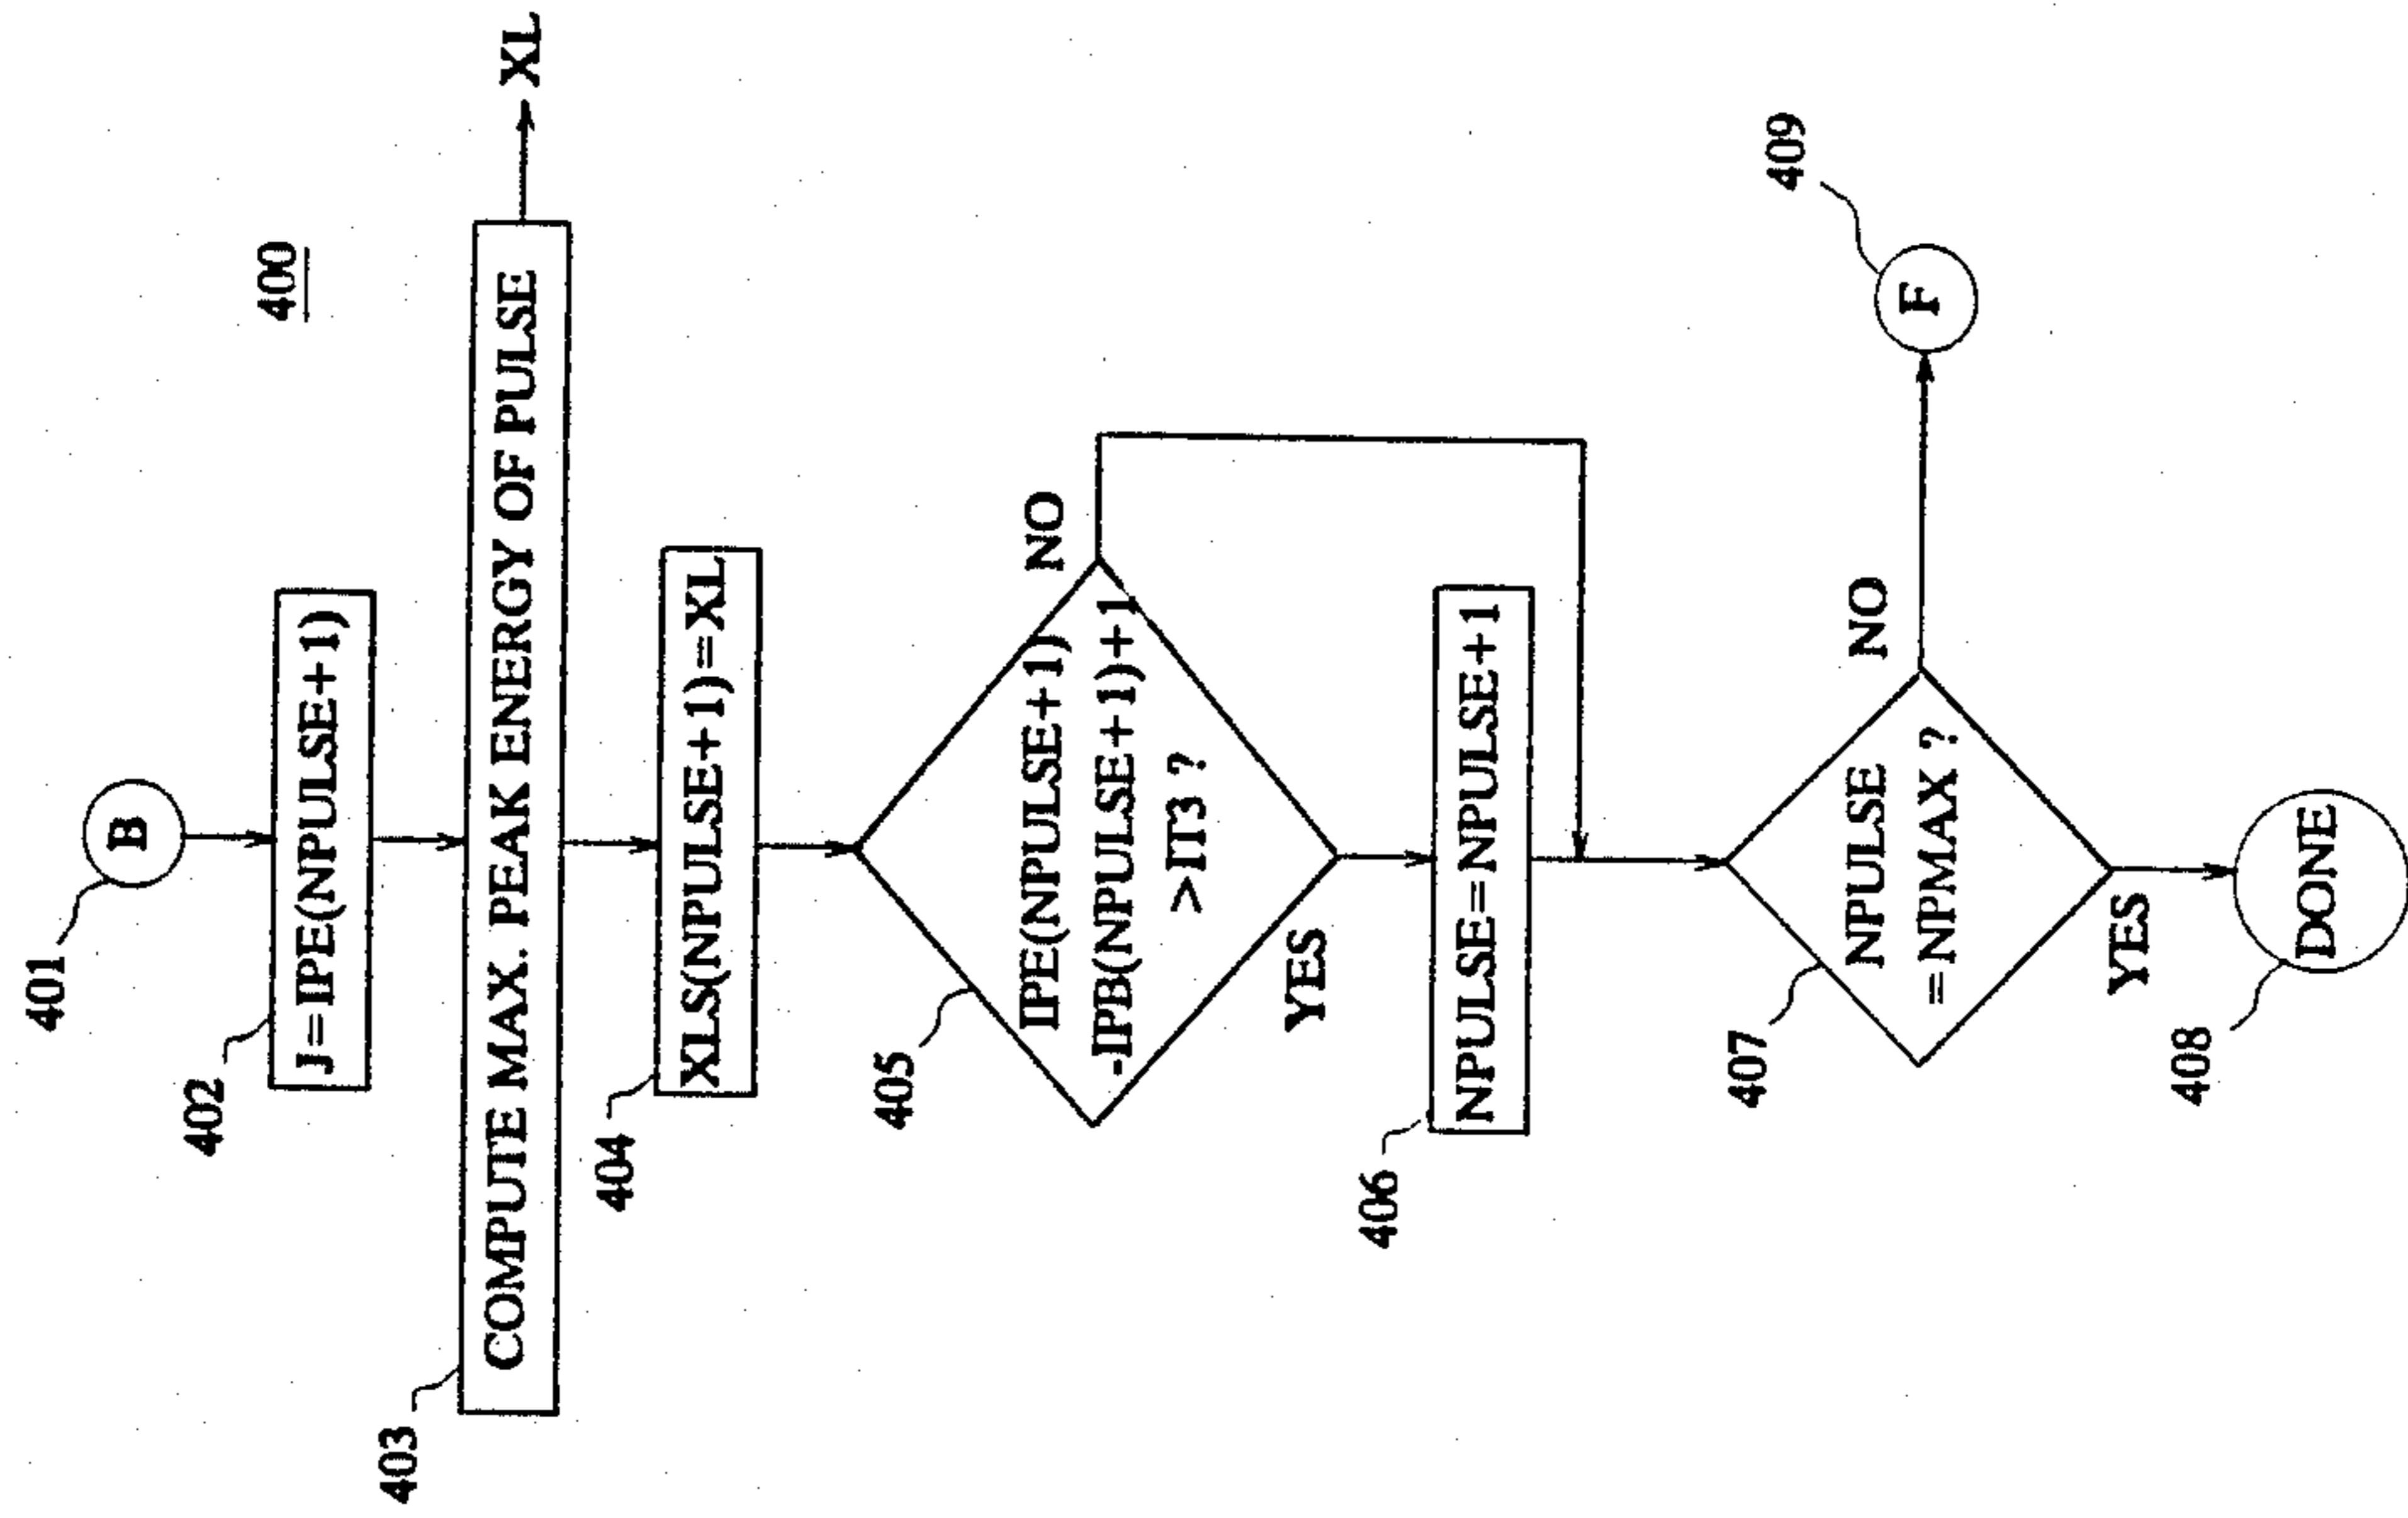 400
401
B
402
J=IPE(NPULSE+1)
403
COMPUTE MAX. PEAK ENERGY OF PULSE
XL
404
XLS(NPULSE+1)=XL
405
IPE(NPULSE+1)
-IPB(NPULSE+1)+1
>IT3 ?
NO
YES
406
NPULSE=NPULSE+1
407
NPULSE
=NPMAX ?
NO
409
F
YES
408
DONE